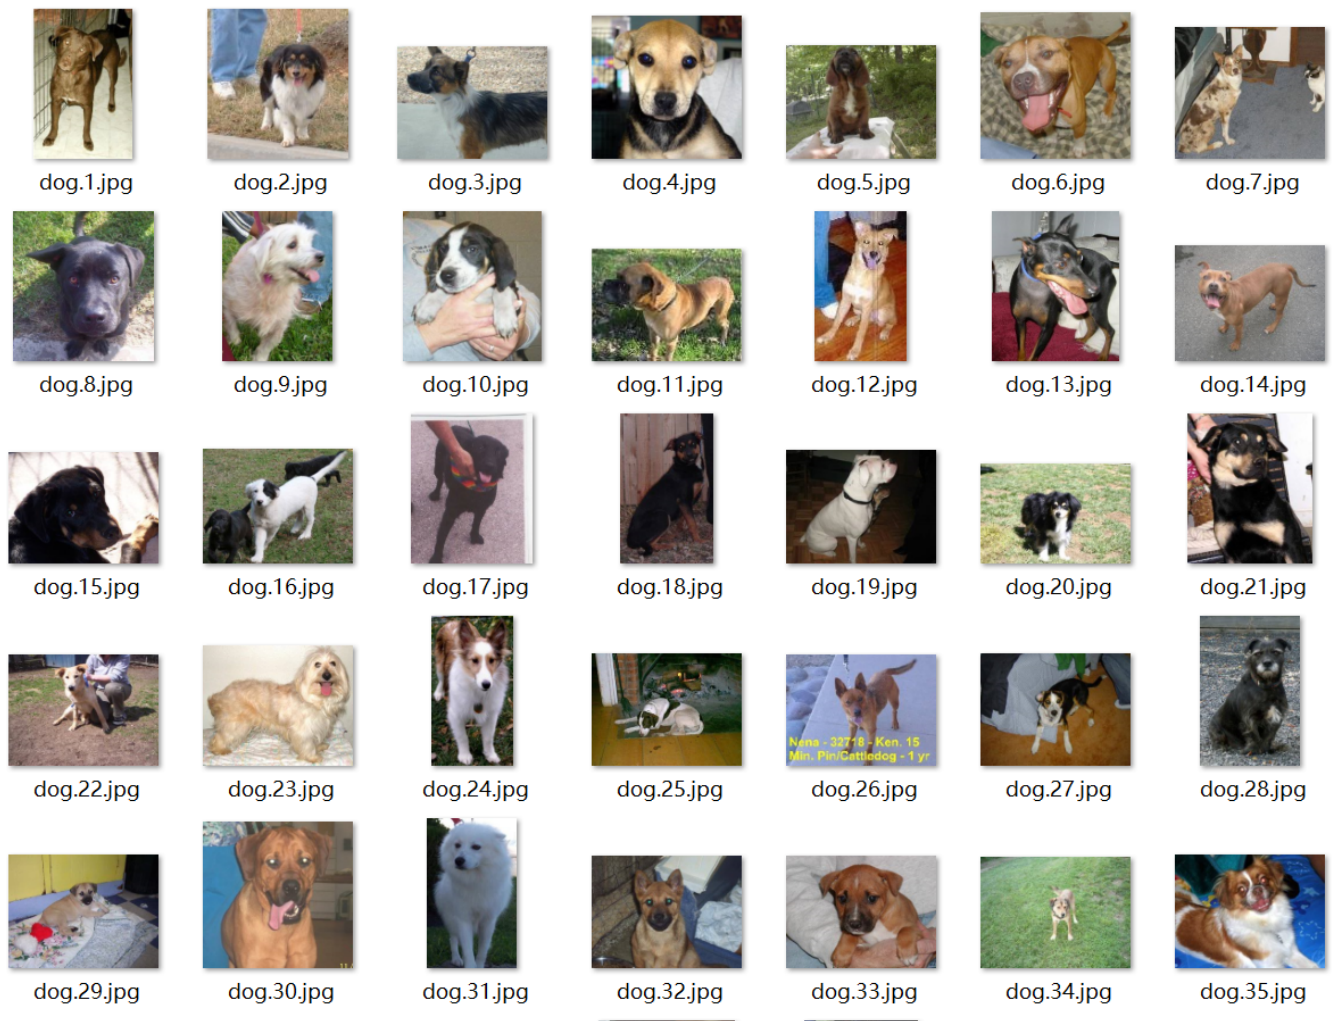 dog.1.jpg
dog.2.jpg
dog.3.jpg
dog.4.jpg
dog.5.jpg
dog.6.jpg
dog.7.jpg
dog.8.jpg
dog.9.jpg
dog.10.jpg
dog.11.jpg
dog.12.jpg
dog.13.jpg
dog.14.jpg
dog.15.jpg
dog.16.jpg
dog.17.jpg
dog.18.jpg
dog.19.jpg
dog.20.jpg
dog.21.jpg
Nena - 32718 - Ken. 15
Min. Pin/Cattledog - 1 yr
dog.22.jpg
dog.23.jpg
dog.24.jpg
dog.25.jpg
dog.26.jpg
dog.27.jpg
dog.28.jpg
dog.29.jpg
dog.30.jpg
dog.31.jpg
dog.32.jpg
dog.33.jpg
dog.34.jpg
dog.35.jpg